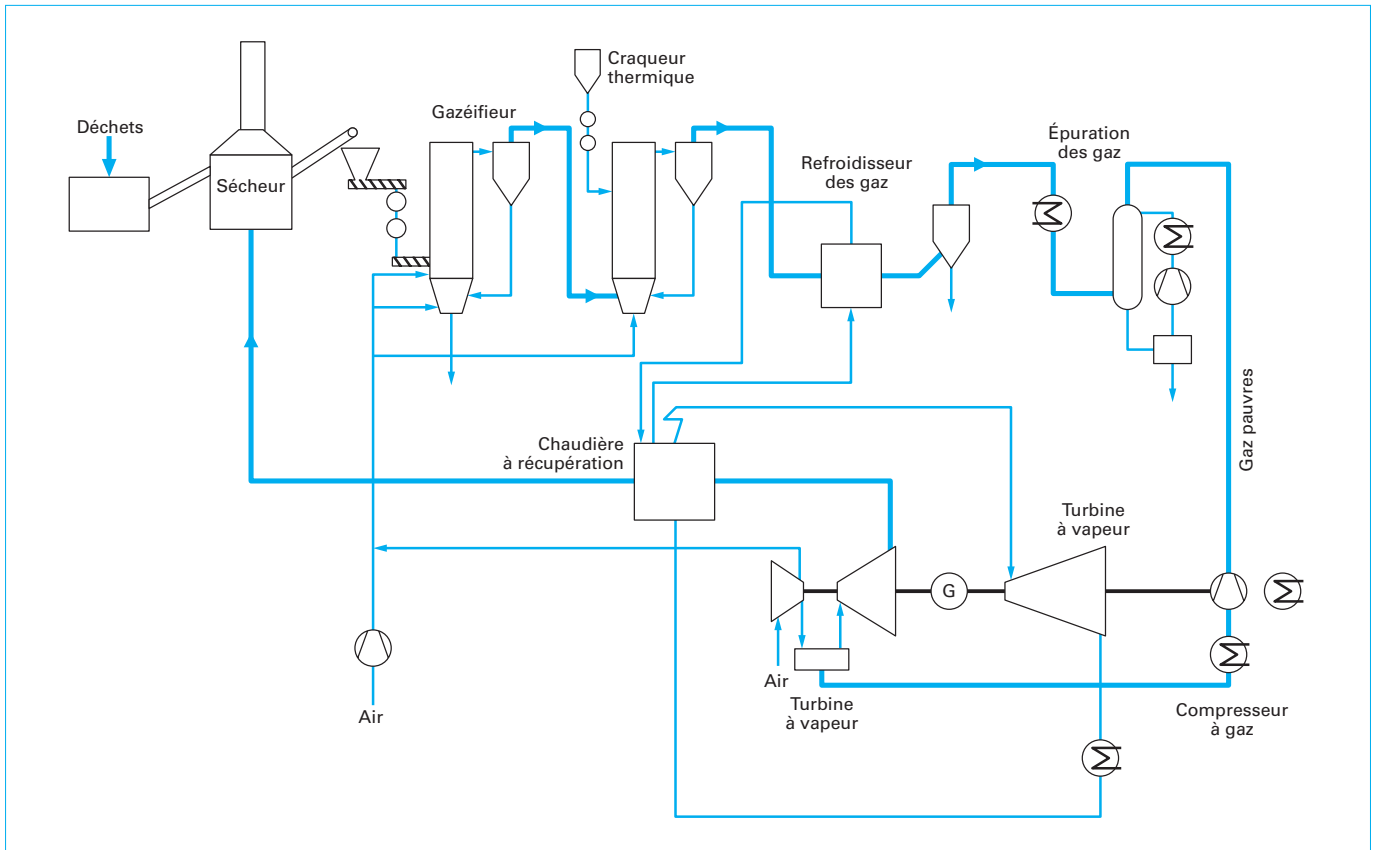 Déchets
Sécheur
Gazéifieur
Craqueur
thermique
Refroidisseur
des gaz
Épuration
des gaz
Gaz pauvres
Chaudière
à récupération
Turbine
à vapeur
G
Air
Turbine
à vapeur
Compresseur
à gaz
Air